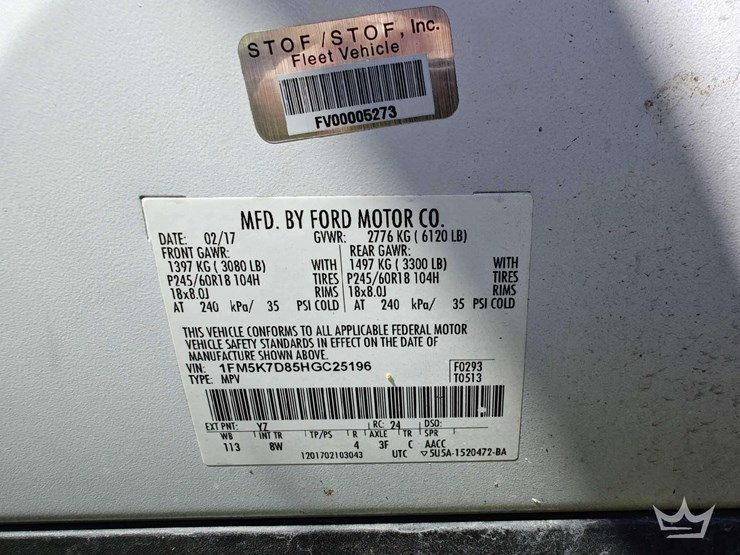 STOF / STOF, Inc.
Fleet Vehicle
FV00005273
MFD. BY FORD MOTOR CO.
DATE: 02/17 GVWR: 2776 KG ( 6120 LB)
FRONT GAWR: REAR GAWR:
1397 KG ( 3080 LB) WITH 1497 KG ( 3300 LB) WITH
P245/60R18 104H TIRES P245/60R18 104H TIRES
18x8.0J RIMS 18x8.0J RIMS
AT 240 kPa/ 35 PSI COLD AT 240 kPa/ 35 PSI COLD
THIS VEHICLE CONFORMS TO ALL APPLICABLE FEDERAL MOTOR
VEHICLE SAFETY STANDARDS IN EFFECT ON THE DATE OF
MANUFACTURE SHOWN ABOVE.
VIN: 1FM5K7D85HGC25196 F0293
TYPE: MPV T0513
EXT PNT: YZ RC: 24 DSO:
WB INT TR TP/PS R AXLE TR SPR
113 8W 4 3F C AACC
1201702103043 UTC ▽5U5A-1520472-BA